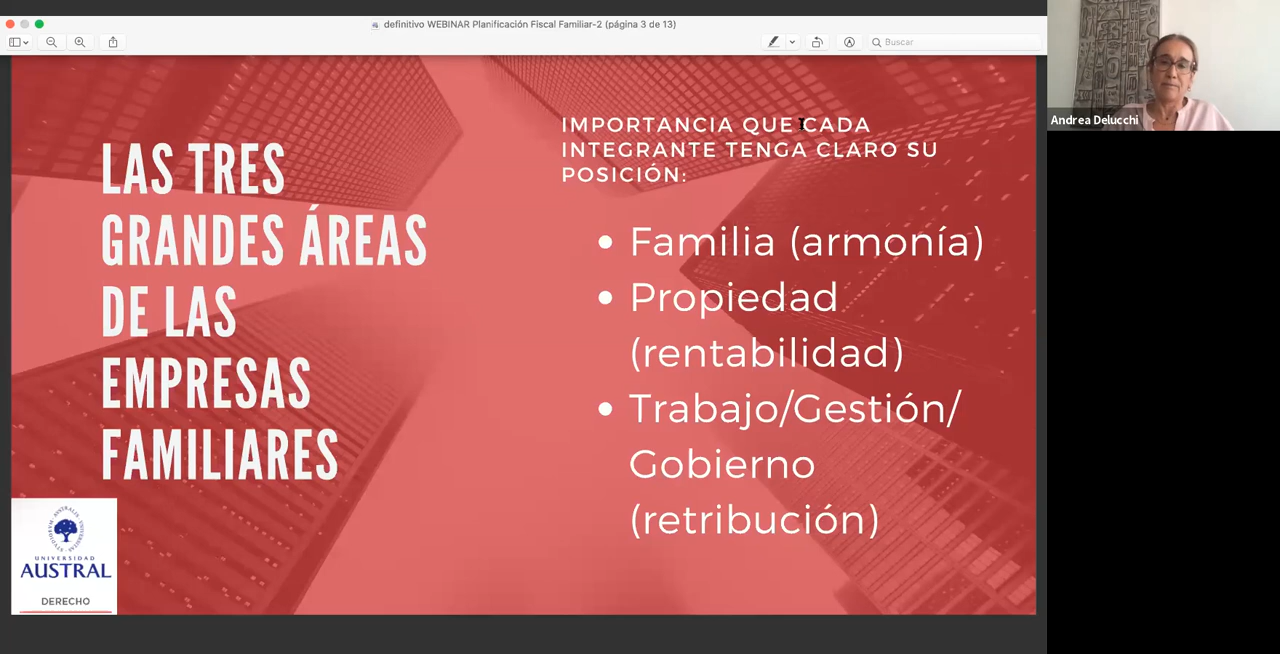 definitivo WEBINAR Planificación Fiscal Familiar-2 (página 3 de 13)
Buscar
Andrea Delucchi
LAS TRES
GRANDES ÁREAS
DE LAS
EMPRESAS
FAMILIARES
IMPORTANCIA QUE CADA
INTEGRANTE TENGA CLARO SU
POSICIÓN:
• Familia (armonía)
• Propiedad
(rentabilidad)
• Trabajo/Gestión/
Gobierno
(retribución)
UNIVERSIDAD
AUSTRAL
DERECHO